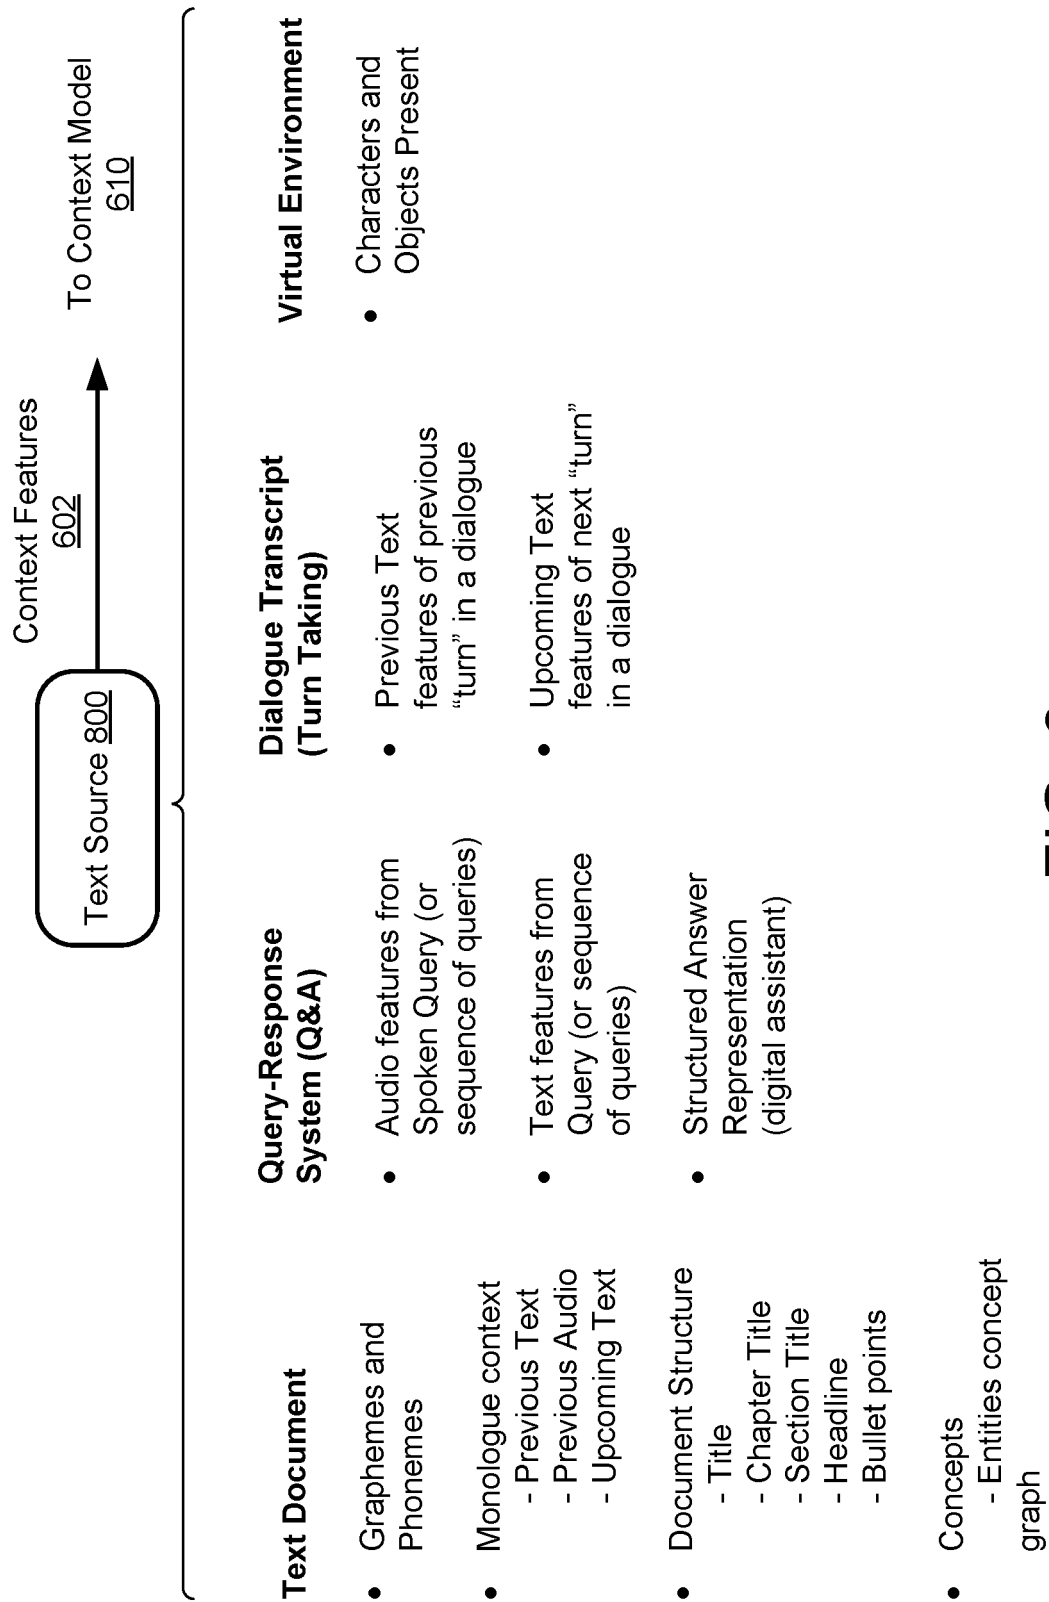 Context Features
602
Text Source 800
To Context Model
610
Text Document
• Graphemes and
Phonemes
• Monologue context
- Previous Text
- Previous Audio
- Upcoming Text
• Document Structure
- Title
- Chapter Title
- Section Title
- Headline
- Bullet points
• Concepts
- Entities concept
graph
Query-Response
System (Q&A)
• Audio features from
Spoken Query (or
sequence of queries)
• Text features from
Query (or sequence
of queries)
• Structured Answer
Representation
(digital assistant)
Dialogue Transcript
(Turn Taking)
• Previous Text
features of previous
“turn” in a dialogue
• Upcoming Text
features of next “turn”
in a dialogue
Virtual Environment
• Characters and
Objects Present